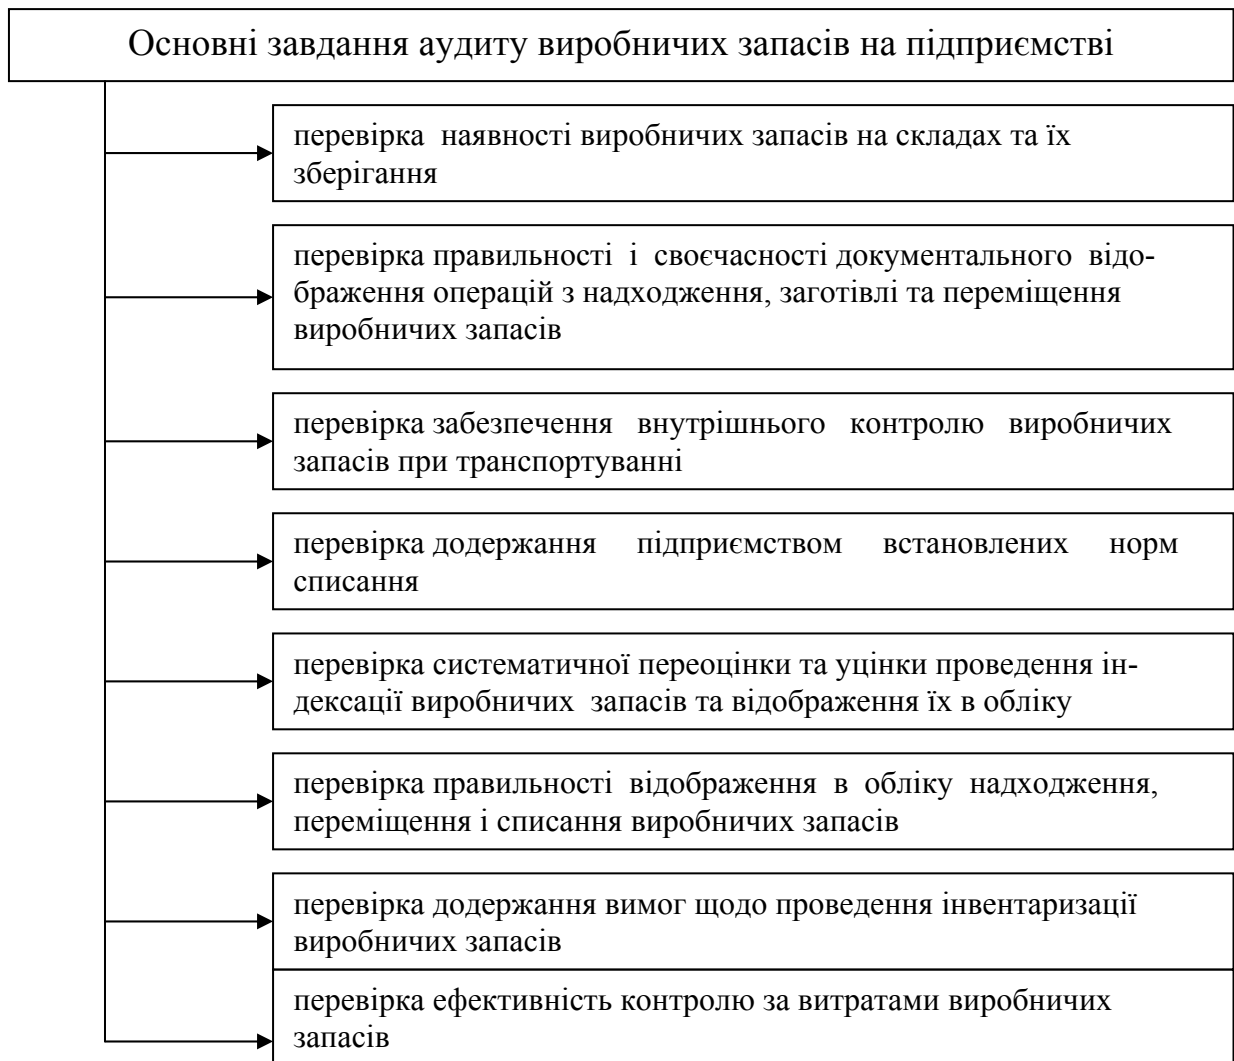 Основні завдання аудиту виробничих запасів на підприємстві
перевірка наявності виробничих запасів на складах та їх
зберігання
перевірка правильності і своєчасності документального відо-
браження операцій з надходження, заготівлі та переміщення
виробничих запасів
перевірка забезпечення внутрішнього контролю виробничих
запасів при транспортуванні
перевірка додержання підприємством встановлених норм
списання
перевірка систематичної переоцінки та уцінки проведення ін-
дексації виробничих запасів та відображення їх в обліку
перевірка правильності відображення в обліку надходження,
переміщення і списання виробничих запасів
перевірка додержання вимог щодо проведення інвентаризації
виробничих запасів
перевірка ефективність контролю за витратами виробничих
запасів